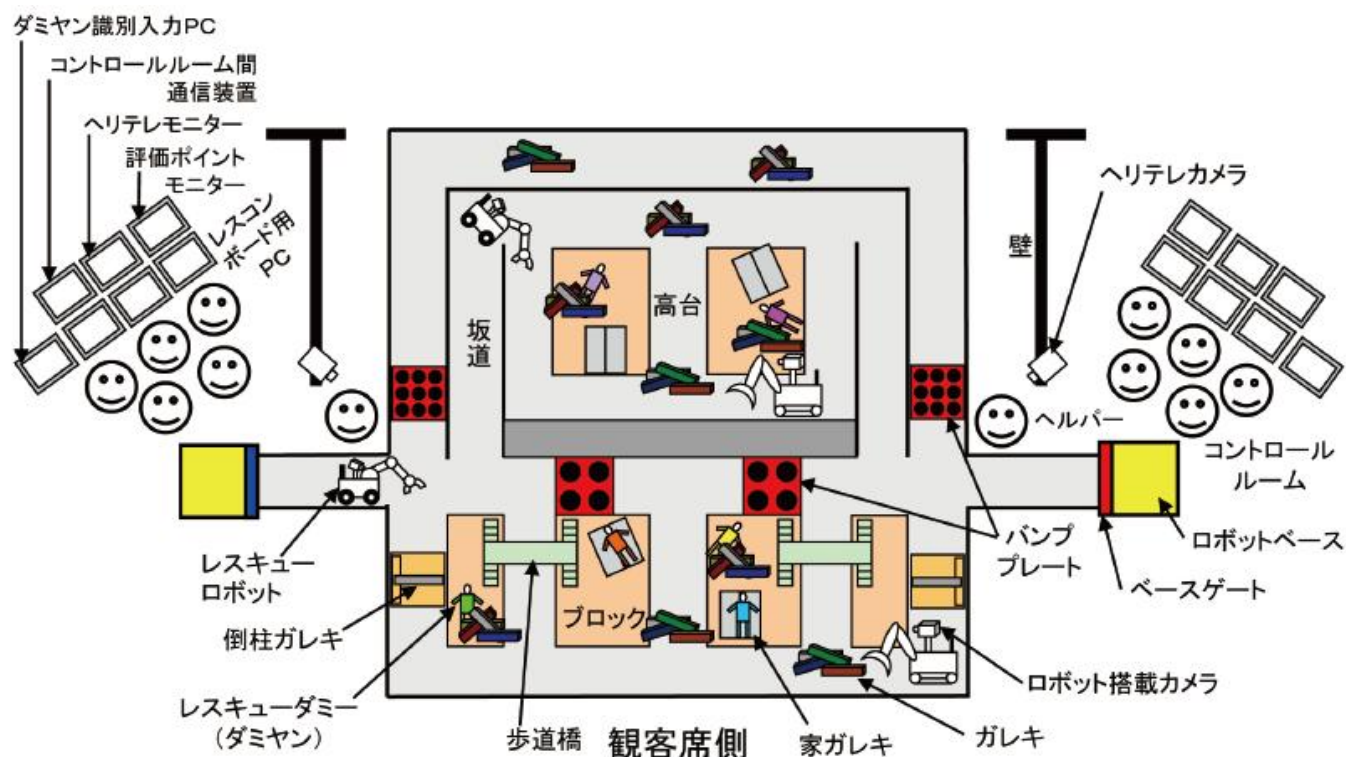 ダミヤン識別入力PC
コントロールルーム間
通信装置
ヘリテレモニター
評価ポイント
モニター
レスコン
ボード用
PC
ヘリテレカメラ
壁
高台
坂道
ヘルパー
コントロール
ルーム
レスキュー
ロボット
バンプ
プレート
ロボットベース
ベースゲート
倒柱ガレキ
ブロック
レスキューダミー
(ダミヤン)
歩道橋
観客席側
家ガレキ
ガレキ
ロボット搭載カメラ